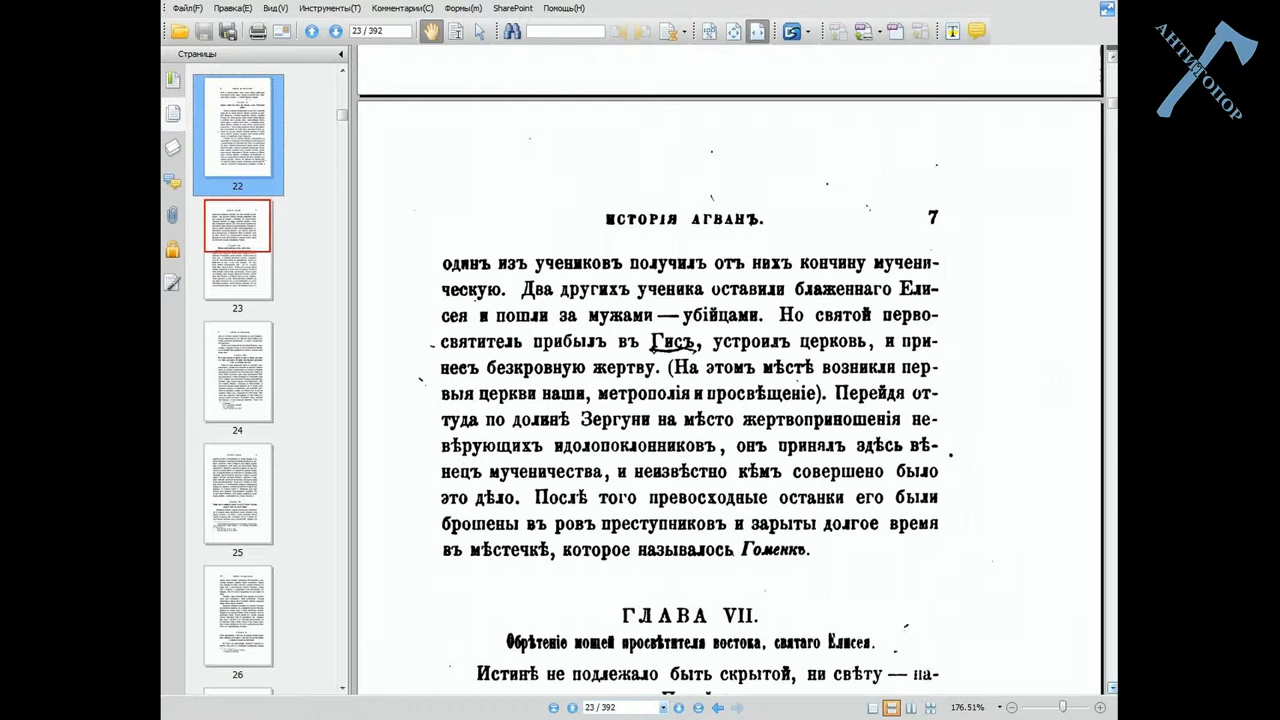 Файл(F) Правка(E) Вид(V) Инструменты(T) Комментарии(C) Формы(m) SharePoint Помощь(H)
23 / 392
Страницы
22
23
24
25
26
ИСТОРІЯ АГВАНЪ. 7
одинъ изъ учениковъ получилъ отъ нихъ кончину мучени-
ческую. Два другихъ ученика оставили блаженнаго Ели-
сея и пошли за мужами — убійцами. Но святой перво-
святитель прибылъ въ Гисъ, устроилъ церковь, и при-
несъ безкровную жертву. (На этомъ мѣстѣ возникли пер-
выя церкви наши, метрополіи и просвѣщеніе). Перейдя от-
туда по долинѣ Зергуни на мѣсто жертвоприношенія не-
вѣрующихъ идолопоклонниковъ, онъ принялъ здѣсь вѣ-
нецъ мученичества, и неизвѣстно кѣмъ совершено было
это дѣло. Послѣ того превосходные останки его были
брошены въ ровъ преступниковъ и зарыты долгое время
въ мѣстечкѣ, которое называлось Гоменкъ.
ГЛАВА VII.
Обрѣтеніе мощей просвѣтителя востока, святаго Елисея.
Истинѣ не подлежало быть скрытой, ни свѣту — на-
23 / 392
176.51%
АНТИТОПОР